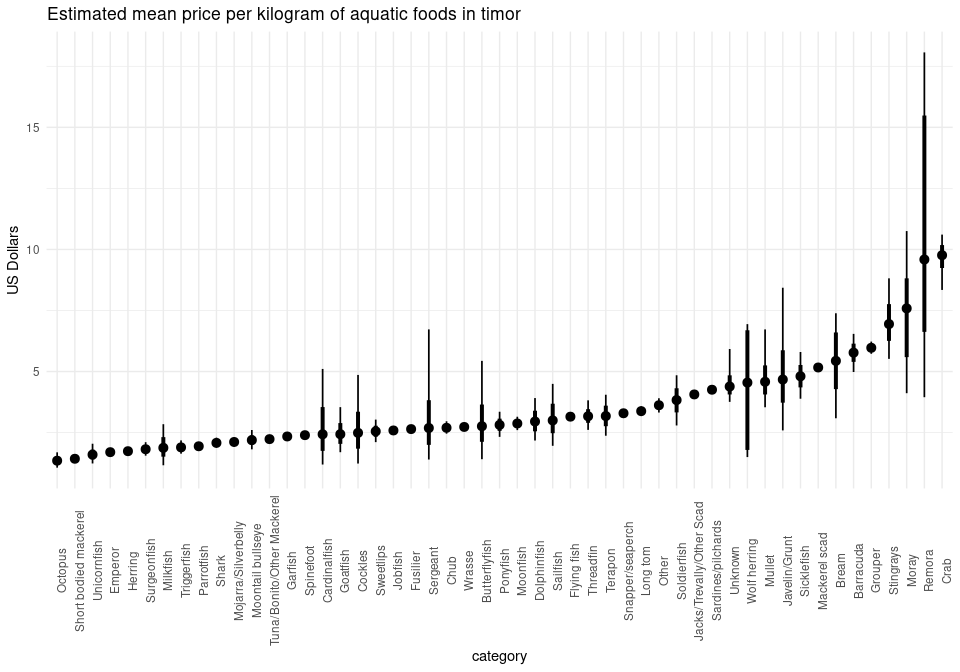 Estimated mean price per kilogram of aquatic foods in timor
US Dollars
15
10
5
Octopus
Short bodied mackerel
Unicornfish
Emperor
Herring
Surgeonfish
Milkfish
Triggerfish
Parrotfish
Shark
Mojarra/Silverbelly
Moontail bullseye
Tuna/Bonito/Other Mackerel
Garfish
Spinefoot
Cardinalfish
Goatfish
Cockles
Sweetlips
Jobfish
Fusilier
Sergeant
Chub
Wrasse
Butterflyfish
Ponyfish
Moonfish
Dolphinfish
Sailfish
Flying fish
Threadfin
Terapon
Snapper/seaperch
Long tom
Other
Soldierfish
Jacks/Trevally/Other Scad
Sardines/pilchards
Unknown
Wolf herring
Mullet
Javelin/Grunt
Sicklefish
Mackerel scad
Bream
Barracuda
Grouper
Stingrays
Moray
Remora
Crab
category